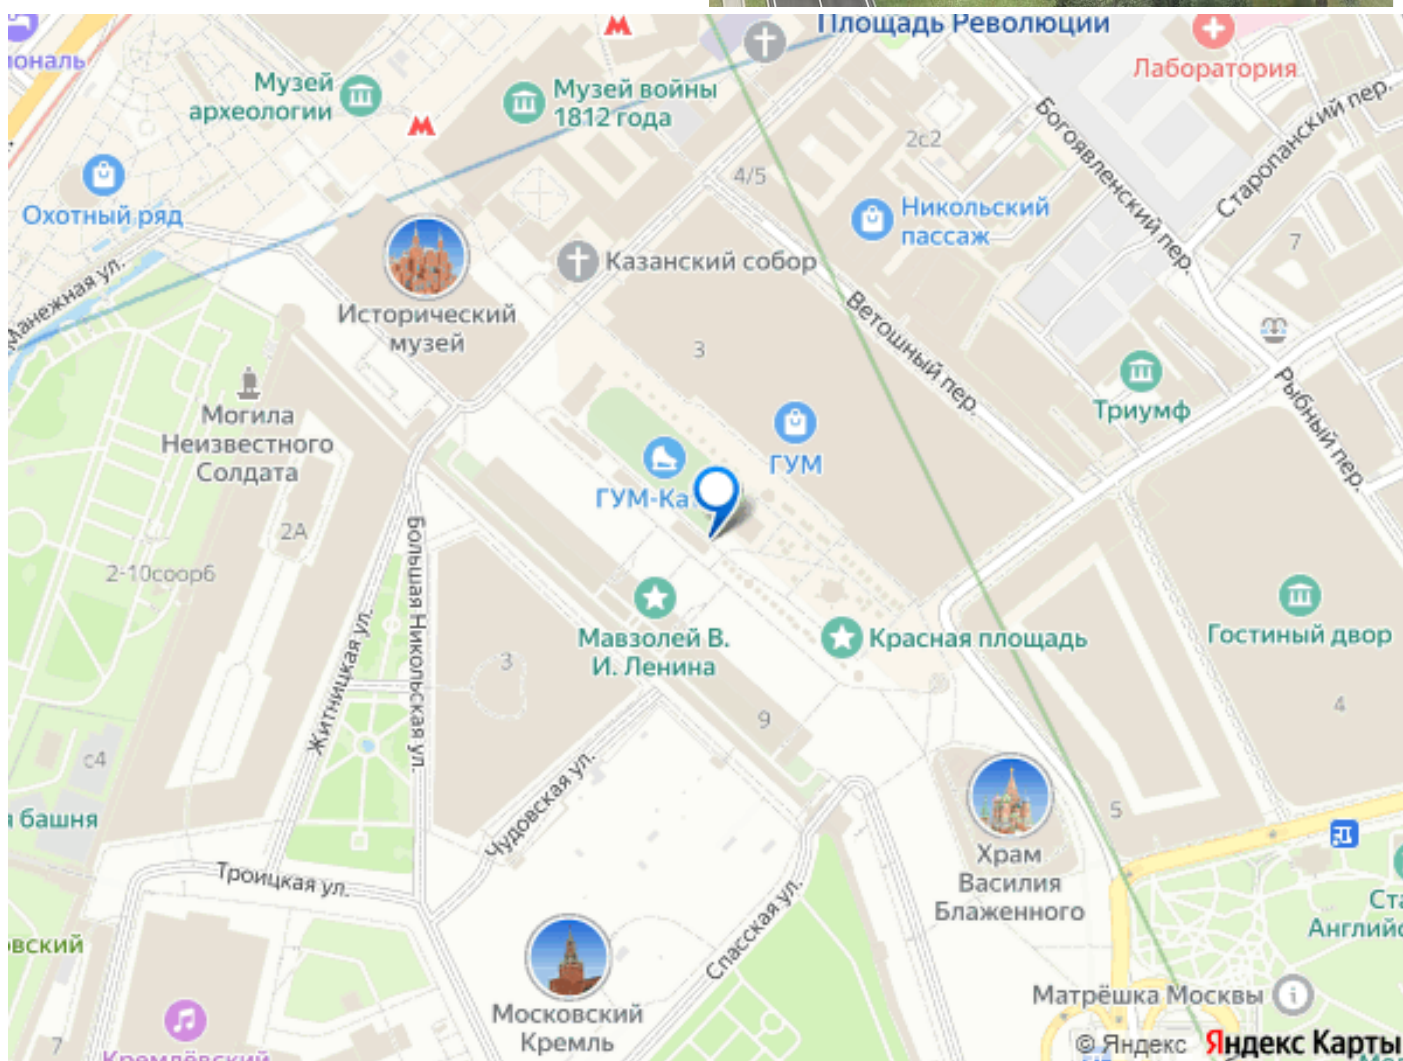 Площадь Революции
Лаборатория
Музей
археологии
Музей войны
1812 года
Старопанский пер.
Богоявленский пер.
2с2
4/5
Охотный ряд
Никольский
пассаж
7
Казанский собор
Манежная ул.
Исторический
музей
Ветошный пер.
3
Рыбный пер.
Триумф
Могила
Неизвестного
Солдата
ГУМ
ГУМ-Ка
2А
2-10соор6
Большая Никольская ул.
Житницкая ул.
Мавзолей В.
И. Ленина
Красная площадь
Гостиный двор
3
9
4
с4
5
башня
Чудовская ул.
Троицкая ул.
Храм
Василия
Блаженного
Спасская ул.
Московский
Кремль
Матрёшка Москвы
7
© Яндекс Яндекс Карты